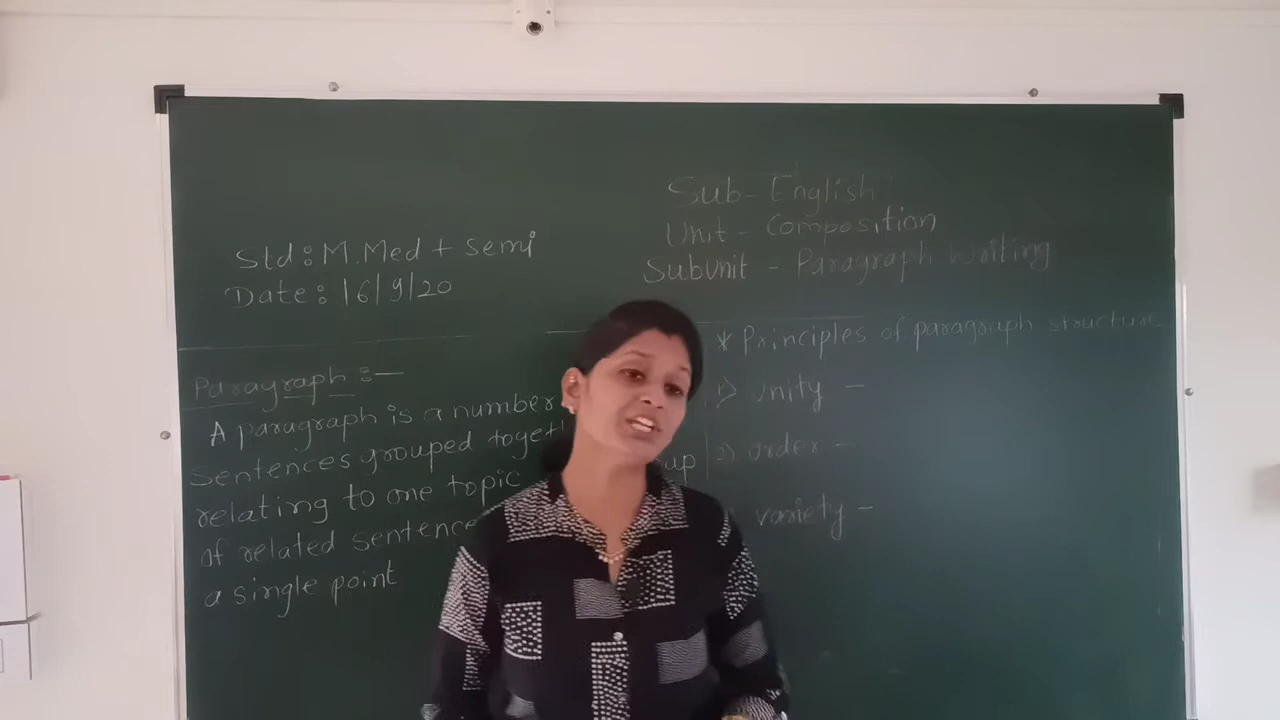 Sub- English
Unit - Composition
SubUnit - Paragraph Writing
Std: M.Med + Semi
Date: 16/9/20
Paragraph :-
A paragraph is a number
sentences grouped
relating to one topic
of related sentence
a single point
* Principles of paragraph structure
1) unity -
2) order -
variety -